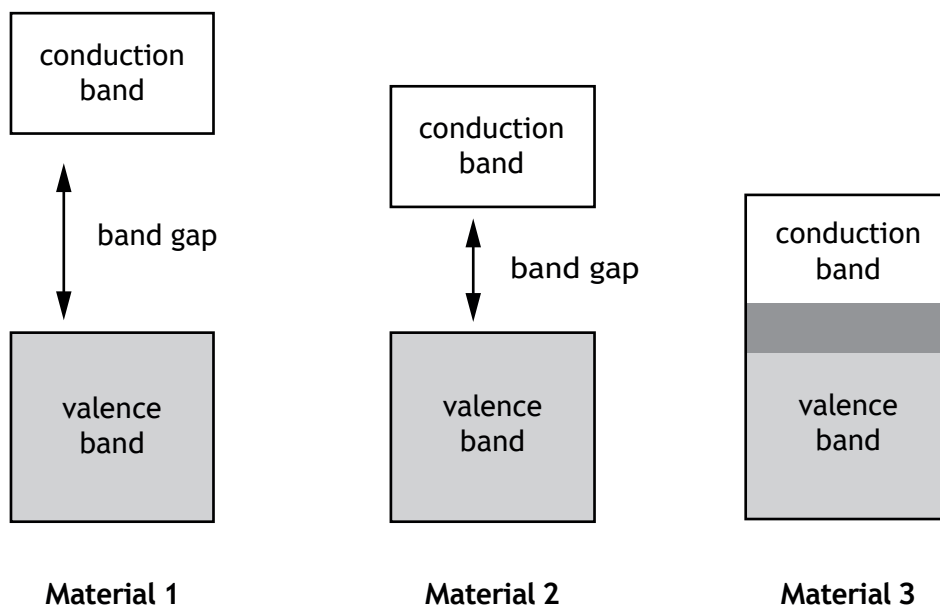 conduction
band
band gap
valence
band
Material 1
conduction
band
band gap
valence
band
Material 2
conduction
band
valence
band
Material 3